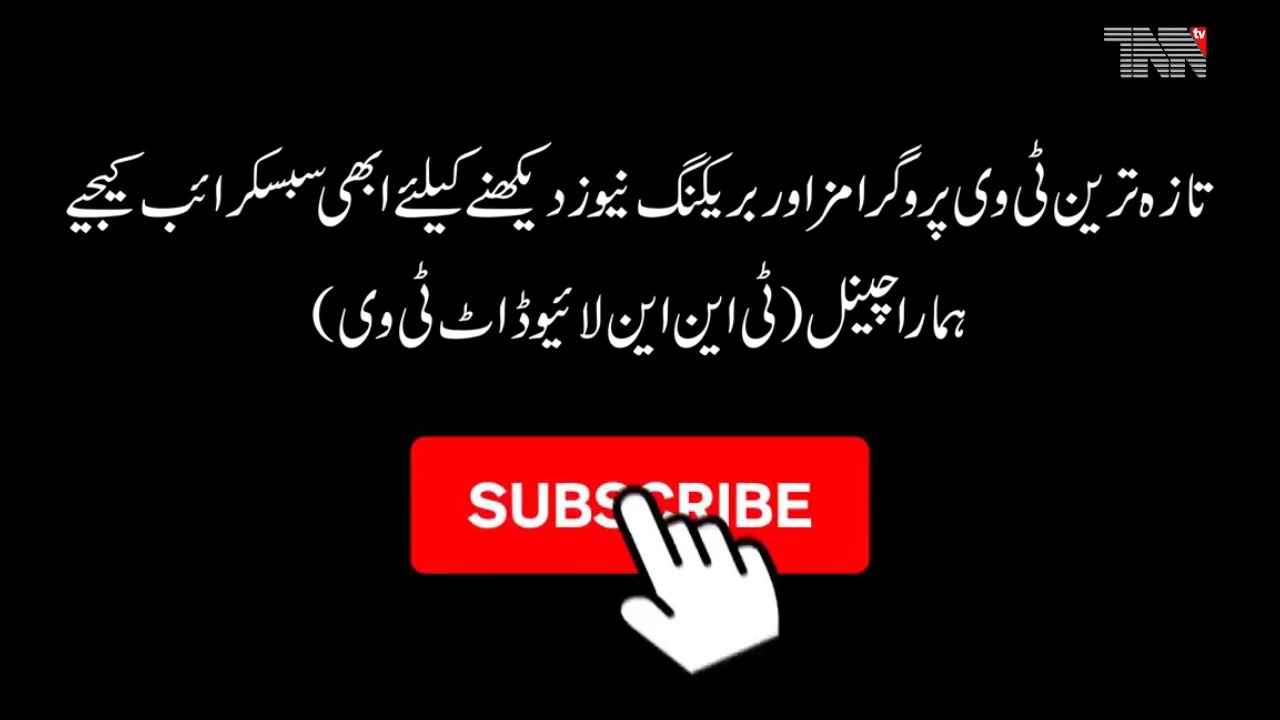 TNN tv
تازہ ترین ٹی وی پروگرامز اور بریکنگ نیوز دیکھنے کیلئے ابھی سبسکرائب کیجیے
ہمارا چینل (ٹی این این لائیو ڈاٹ ٹی وی)
SUBSCRIBE